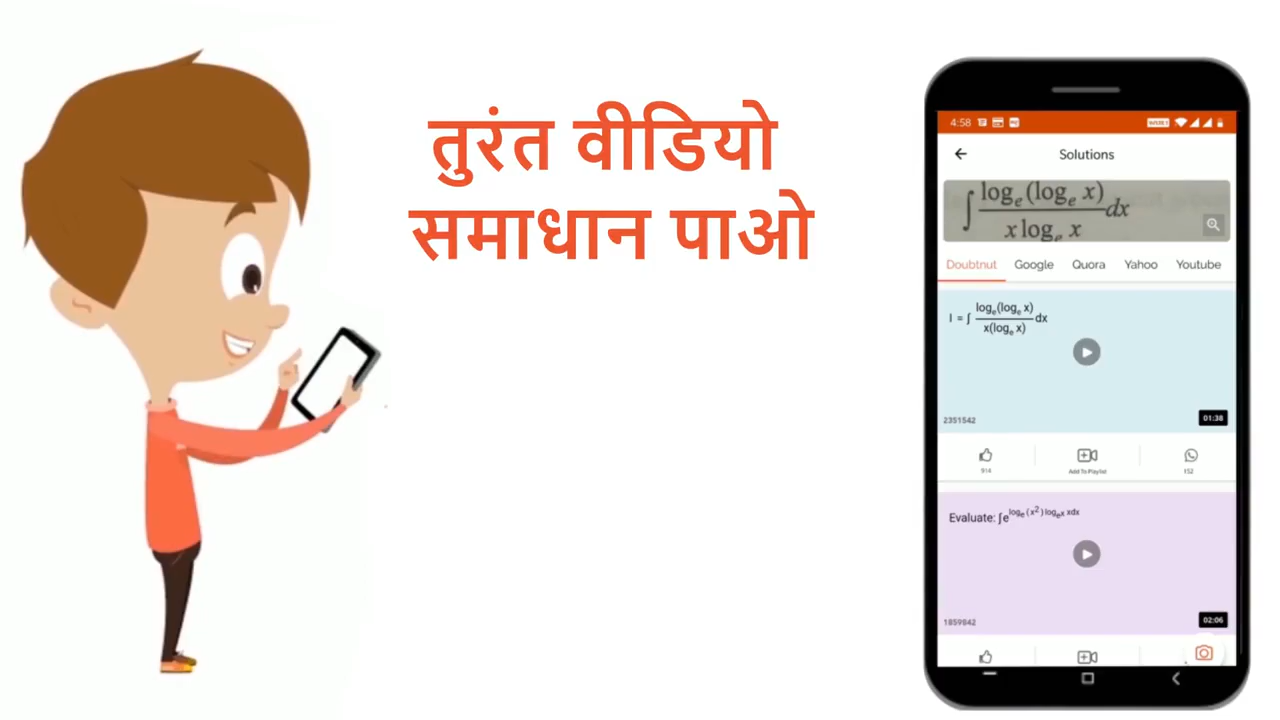 तुरंत वीडियो
समाधान पाओ
4:58
Solutions
∫ logₑ(logₑ x) / x logₑ x dx
Doubtnut Google Quora Yahoo Youtube
I = ∫ logₑ(logₑ x) / x(logₑ x) dx
2351542
01:38
914
Add To Playlist
152
Evaluate: ∫e^logₑ(x²) logₑx xdx
1859842
02:06